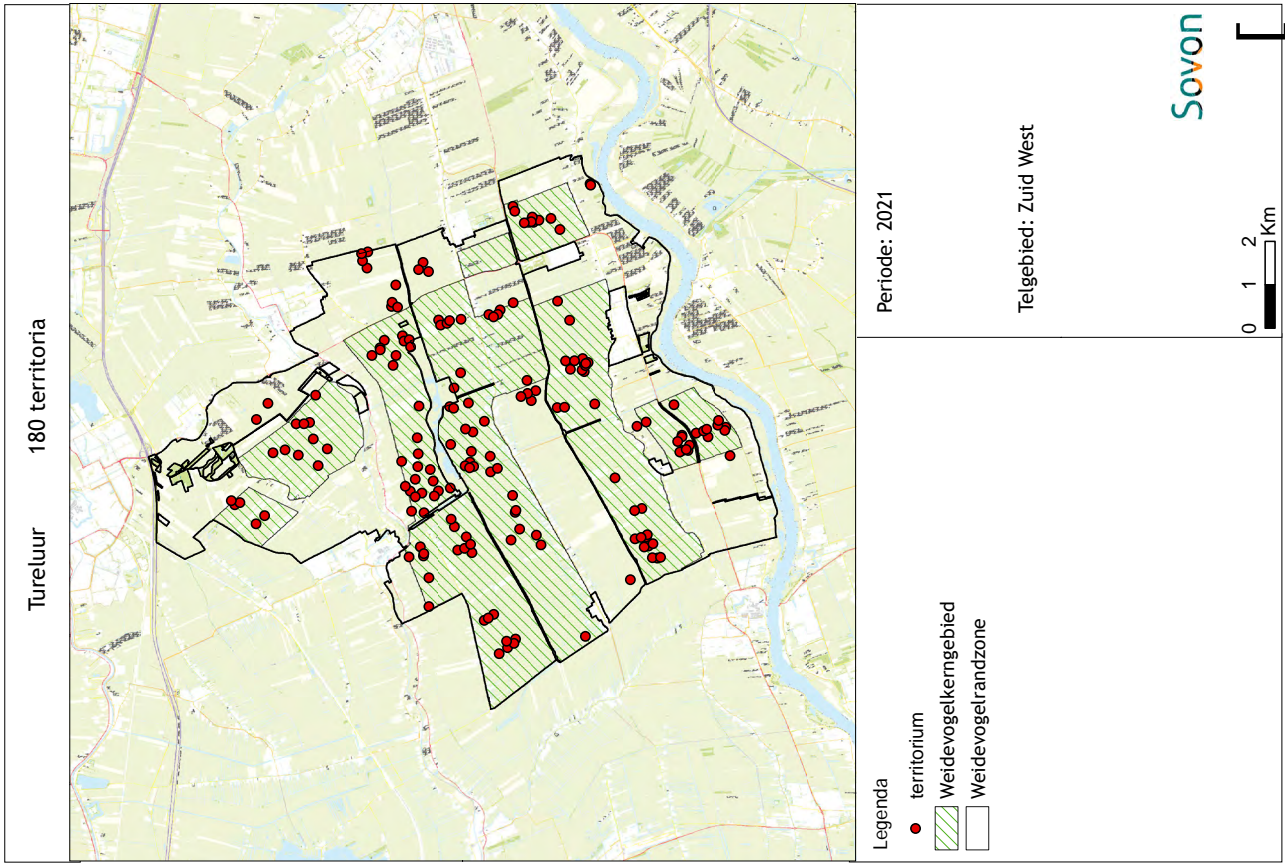 Tureluur 180 territoria
Legenda
territorium
Weidevogelkerngebied
Weidevogelrandzone
Periode: 2021
Telgebied: Zuid West
0 1 2 Km
Sovon